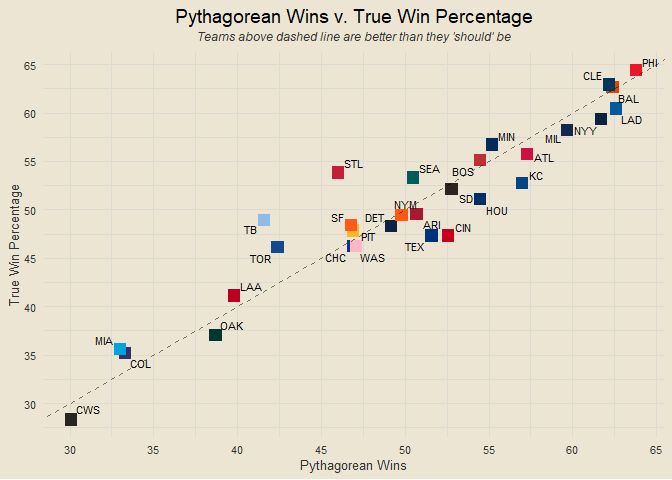 Pythagorean Wins v. True Win Percentage
Teams above dashed line are better than they 'should' be
65
PHI
CLE
60
BAL
LAD
MIN
MIL
NYY
55
STL
ATL
SEA
BOS
KC
50
NYM
SD
HOU
TB
SF
DET
ARI
CIN
PIT
TEX
45
TOR
CHC
WAS
40
LAA
OAK
35
MIA
COL
30
CWS
30
35
40
45
50
55
60
65
Pythagorean Wins
True Win Percentage